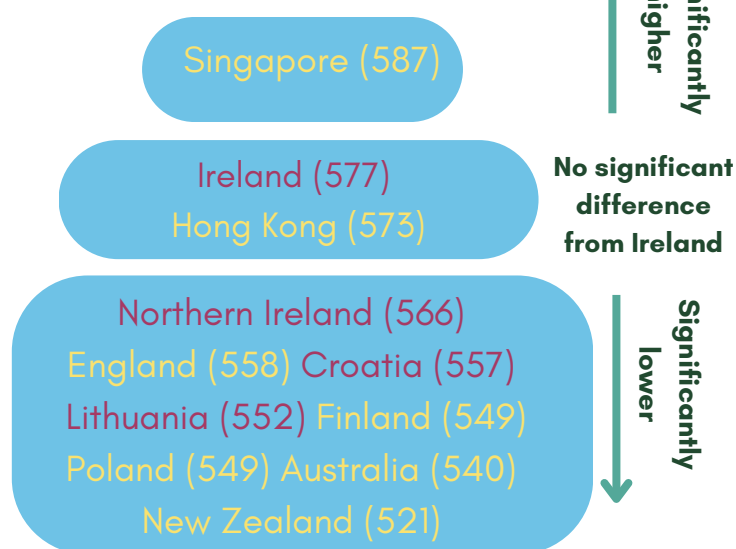 Singapore (587)
Ireland (577)
Hong Kong (573)
No significant
difference
from Ireland
Northern Ireland (566)
England (558) Croatia (557)
Lithuania (552) Finland (549)
Poland (549) Australia (540)
New Zealand (521)
Significantly
lower